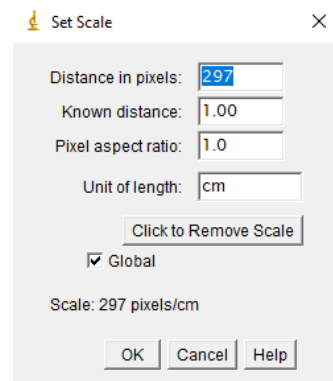 Set Scale
Distance in pixels: 297
Known distance: 1.00
Pixel aspect ratio: 1.0
Unit of length: cm
Click to Remove Scale
Global
Scale: 297 pixels/cm
OK Cancel Help